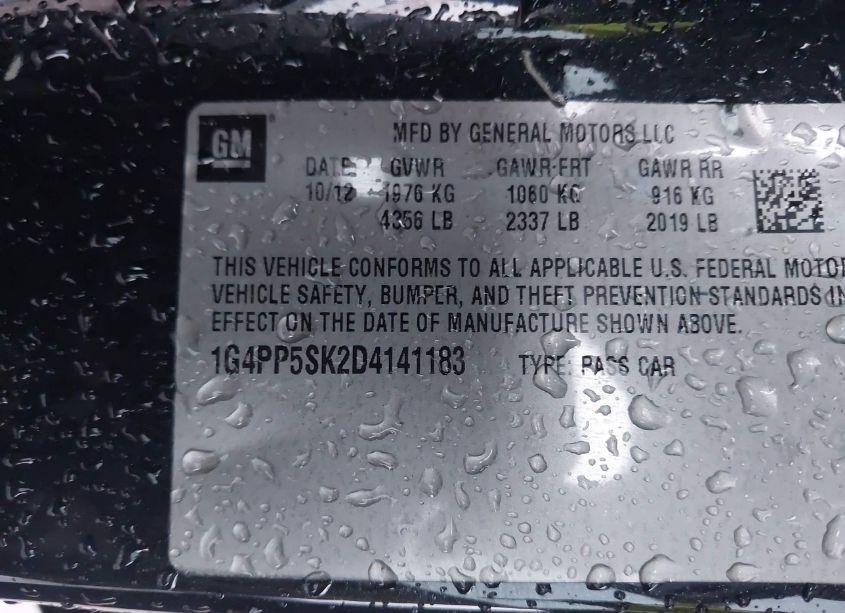 GM
MFD BY GENERAL MOTORS LLC
DATE GVWR GAWR FRT GAWR RR
10/12 1976 KG 1060 KG 916 KG
4356 LB 2337 LB 2019 LB
THIS VEHICLE CONFORMS TO ALL APPLICABLE U.S. FEDERAL MOTOR
VEHICLE SAFETY, BUMPER, AND THEFT PREVENTION STANDARDS IN
EFFECT ON THE DATE OF MANUFACTURE SHOWN ABOVE.
1G4PP5SK2D4141183 TYPE: PASS CAR